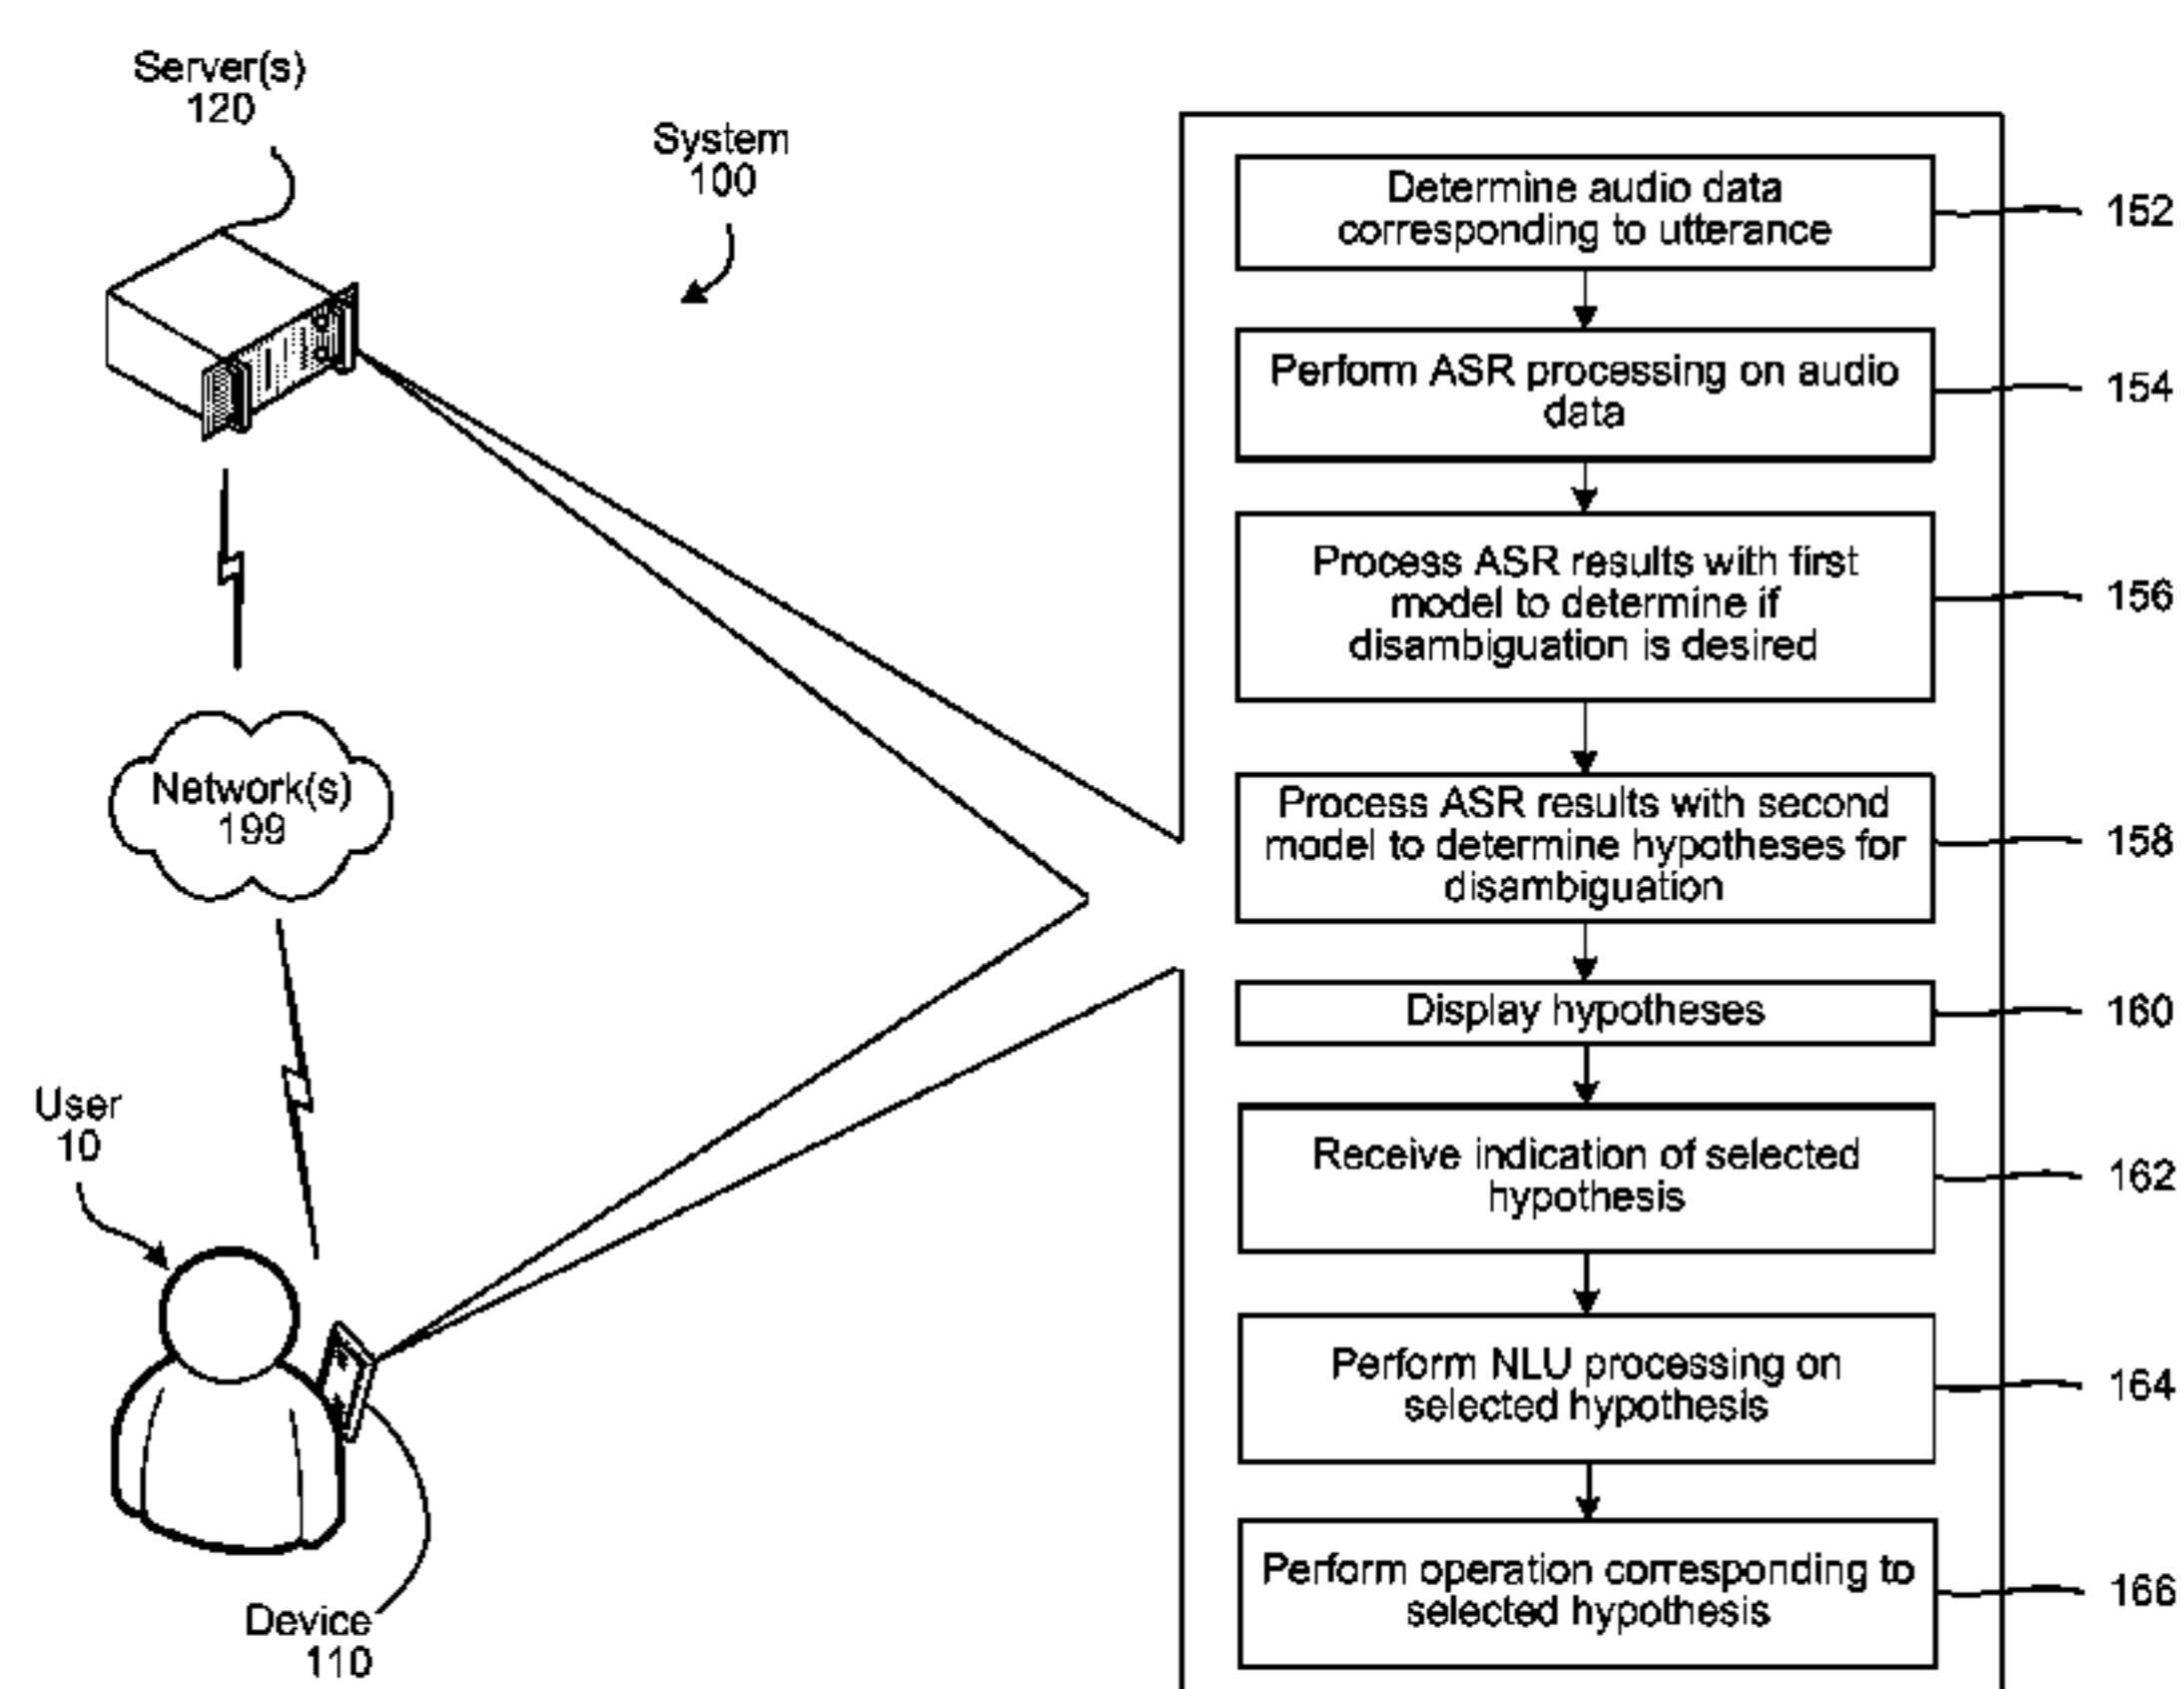 Server(s)
120
System
100
Network(s)
199
User
10
Device
110
Determine audio data
corresponding to utterance
152
Perform ASR processing on audio
data
154
Process ASR results with first
model to determine if
disambiguation is desired
156
Process ASR results with second
model to determine hypotheses for
disambiguation
158
Display hypotheses
160
Receive indication of selected
hypothesis
162
Perform NLU processing on
selected hypothesis
164
Perform operation corresponding to
selected hypothesis
166